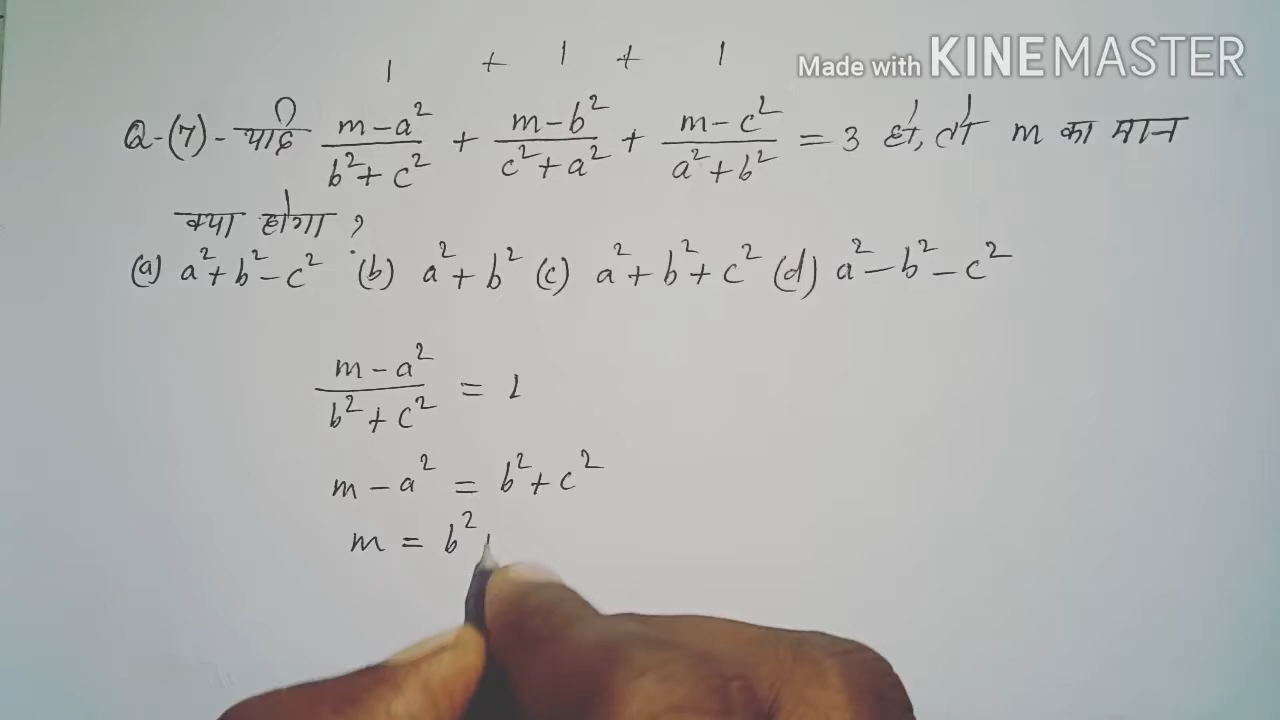 Made with KINEMASTER
1 + 1 + 1
Q-(7)- यदि (m-a²)/(b²+c²) + (m-b²)/(c²+a²) + (m-c²)/(a²+b²) = 3 हो, तो m का मान
क्या होगा ?
(a) a²+b²-c² (b) a²+b² (c) a²+b²+c² (d) a²-b²-c²
(m-a²)/(b²+c²) = 1
m-a² = b²+c²
m = b²